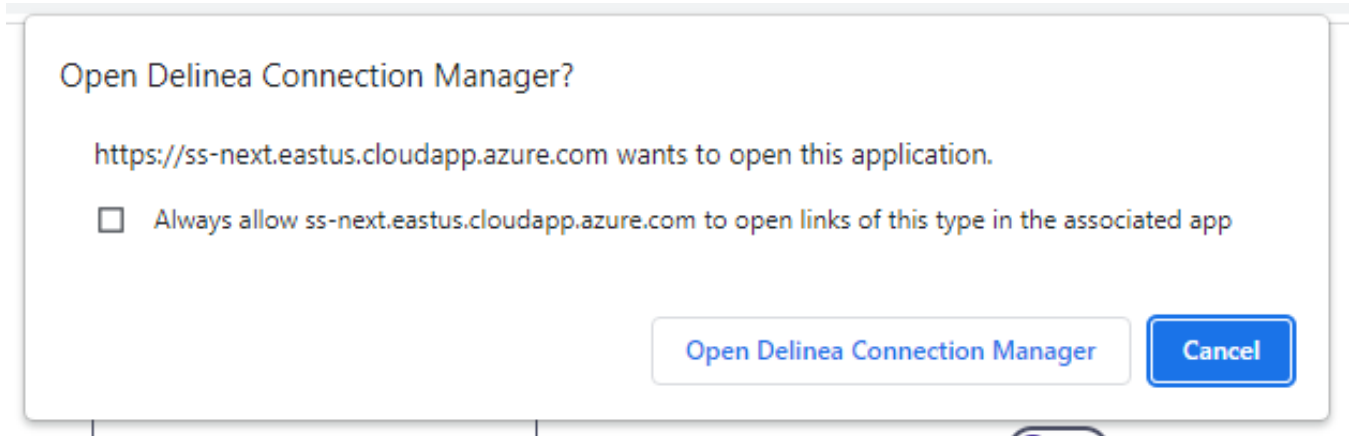 Open Delinea Connection Manager?
https://ss-next.eastus.cloudapp.azure.com wants to open this application.
Always allow ss-next.eastus.cloudapp.azure.com to open links of this type in the associated app
Open Delinea Connection Manager
Cancel